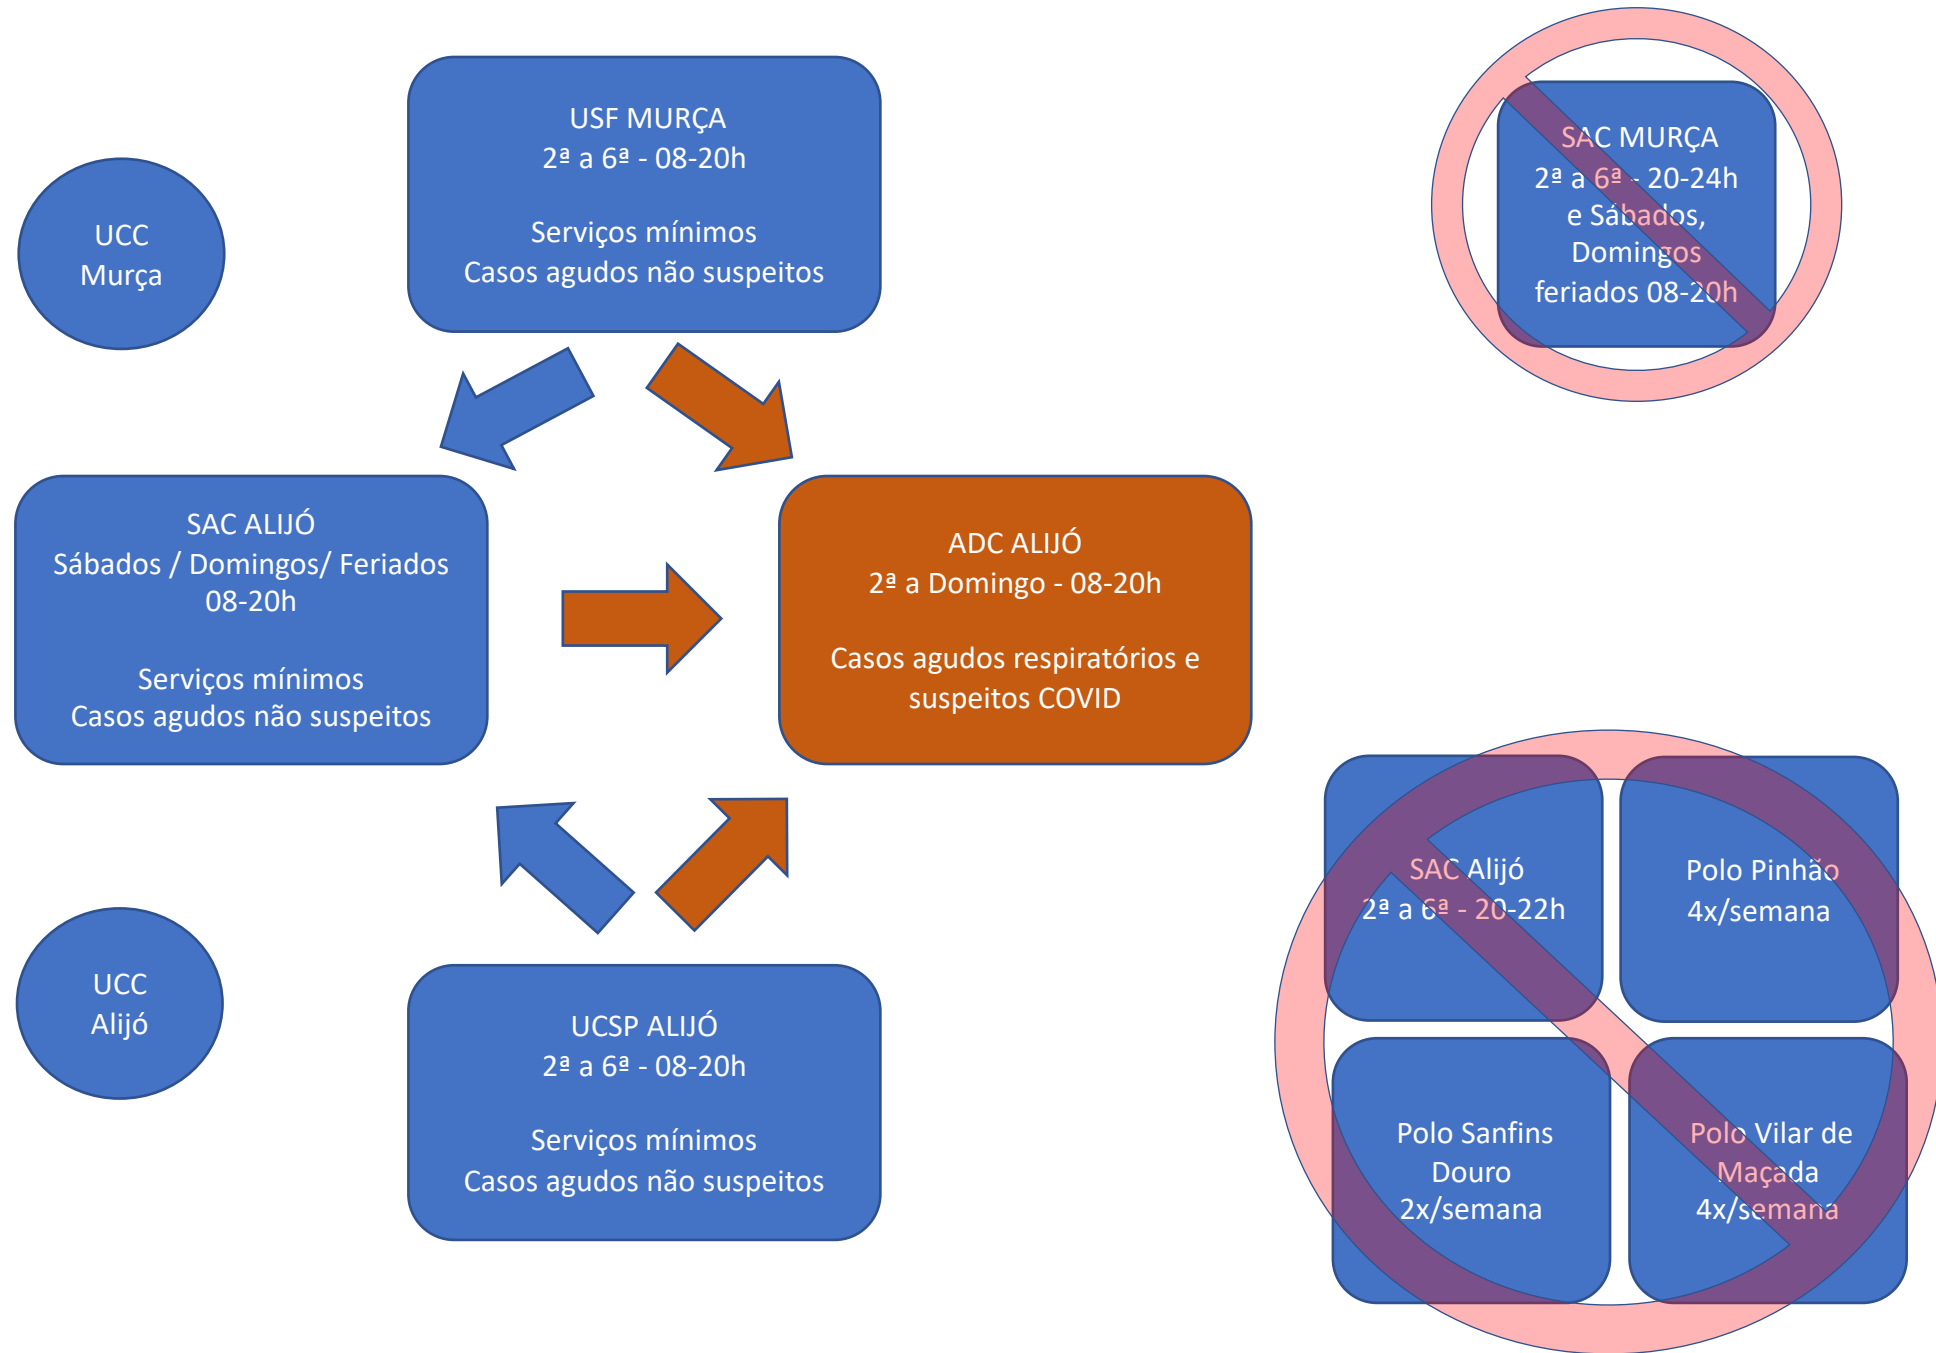 USF MURÇA
2ª a 6ª - 08-20h
Serviços mínimos
Casos agudos não suspeitos
SAC MURÇA
2ª a 6ª - 20-24h
e Sábados,
Domingos
feriados 08-20h
UCC
Murça
SAC ALIJÓ
Sábados / Domingos/ Feriados
08-20h
Serviços mínimos
Casos agudos não suspeitos
ADC ALIJÓ
2ª a Domingo - 08-20h
Casos agudos respiratórios e
suspeitos COVID
SAC Alijó
2ª a 6ª - 20-22h
Polo Pinhão
4x/semana
UCC
Alijó
UCSP ALIJÓ
2ª a 6ª - 08-20h
Serviços mínimos
Casos agudos não suspeitos
Polo Sanfins
Douro
2x/semana
Polo Vilar de
Maçada
4x/semana